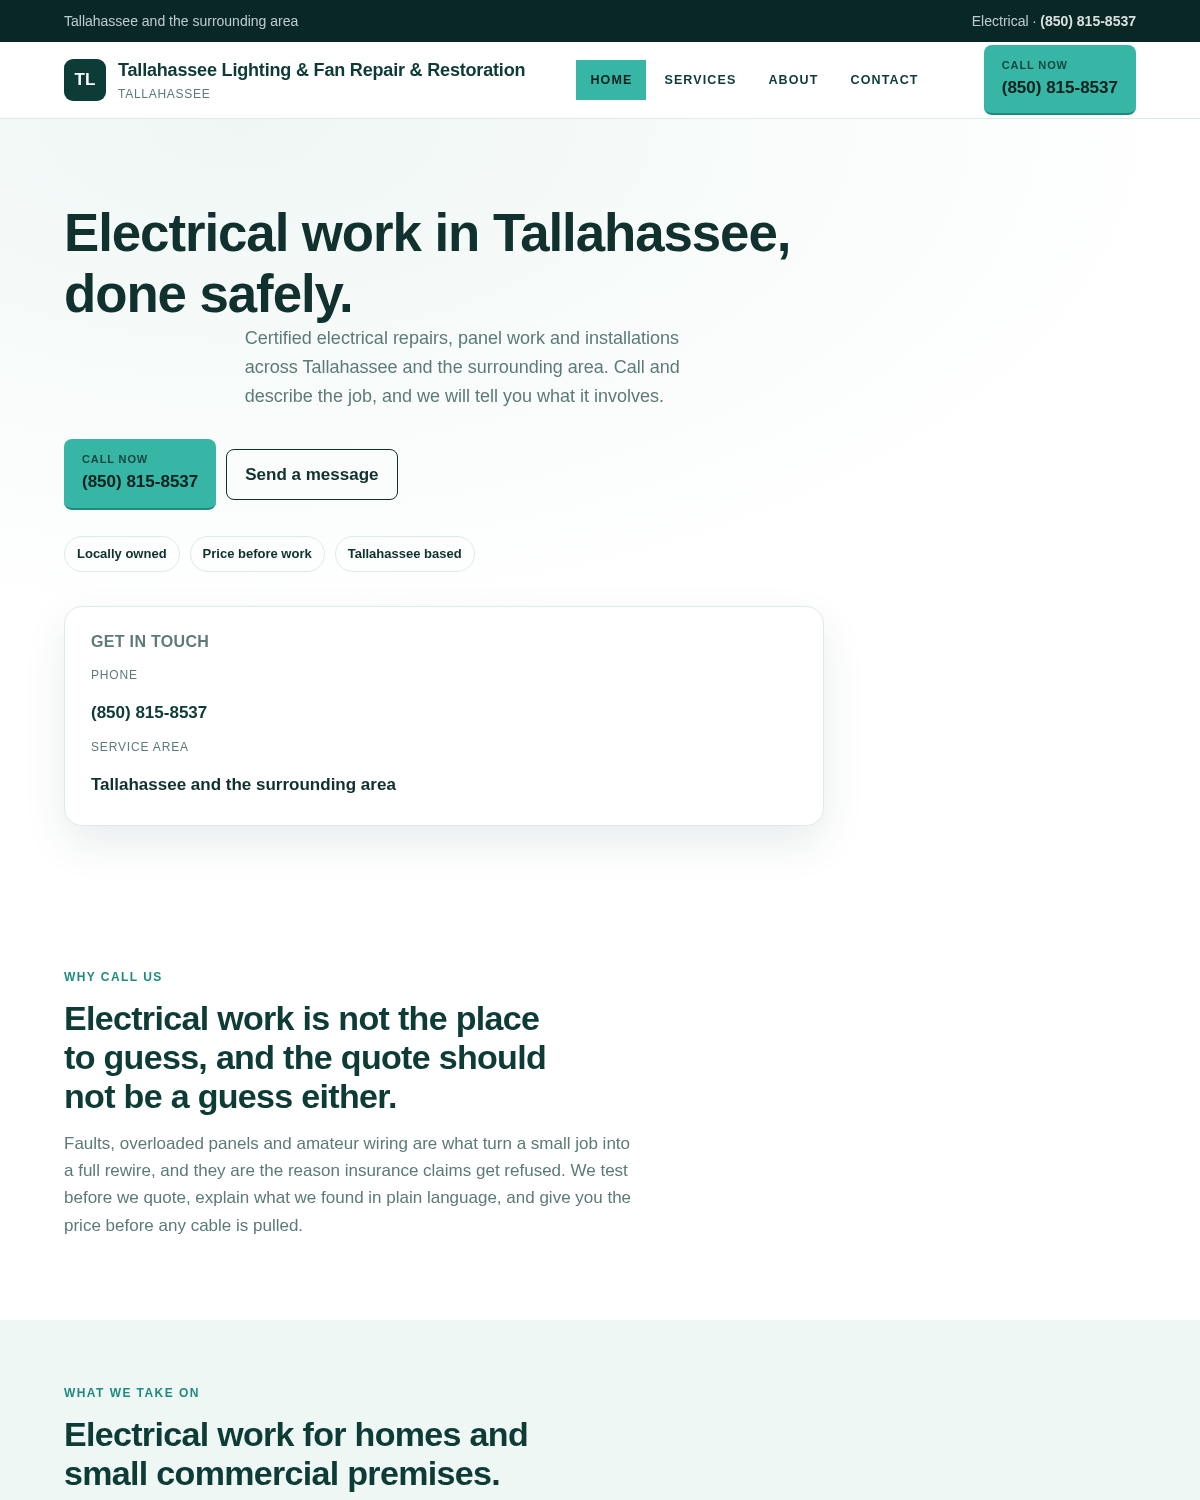 Tallahassee and the surrounding area
Electrical · (850) 815-8537
TL
Tallahassee Lighting & Fan Repair & Restoration
TALLAHASSEE
HOME
SERVICES
ABOUT
CONTACT
CALL NOW
(850) 815-8537
Electrical work in Tallahassee,
done safely.
Certified electrical repairs, panel work and installations
across Tallahassee and the surrounding area. Call and
describe the job, and we will tell you what it involves.
CALL NOW
(850) 815-8537
Send a message
Locally owned
Price before work
Tallahassee based
GET IN TOUCH
PHONE
(850) 815-8537
SERVICE AREA
Tallahassee and the surrounding area
WHY CALL US
Electrical work is not the place
to guess, and the quote should
not be a guess either.
Faults, overloaded panels and amateur wiring are what turn a small job into
a full rewire, and they are the reason insurance claims get refused. We test
before we quote, explain what we found in plain language, and give you the
price before any cable is pulled.
WHAT WE TAKE ON
Electrical work for homes and
small commercial premises.